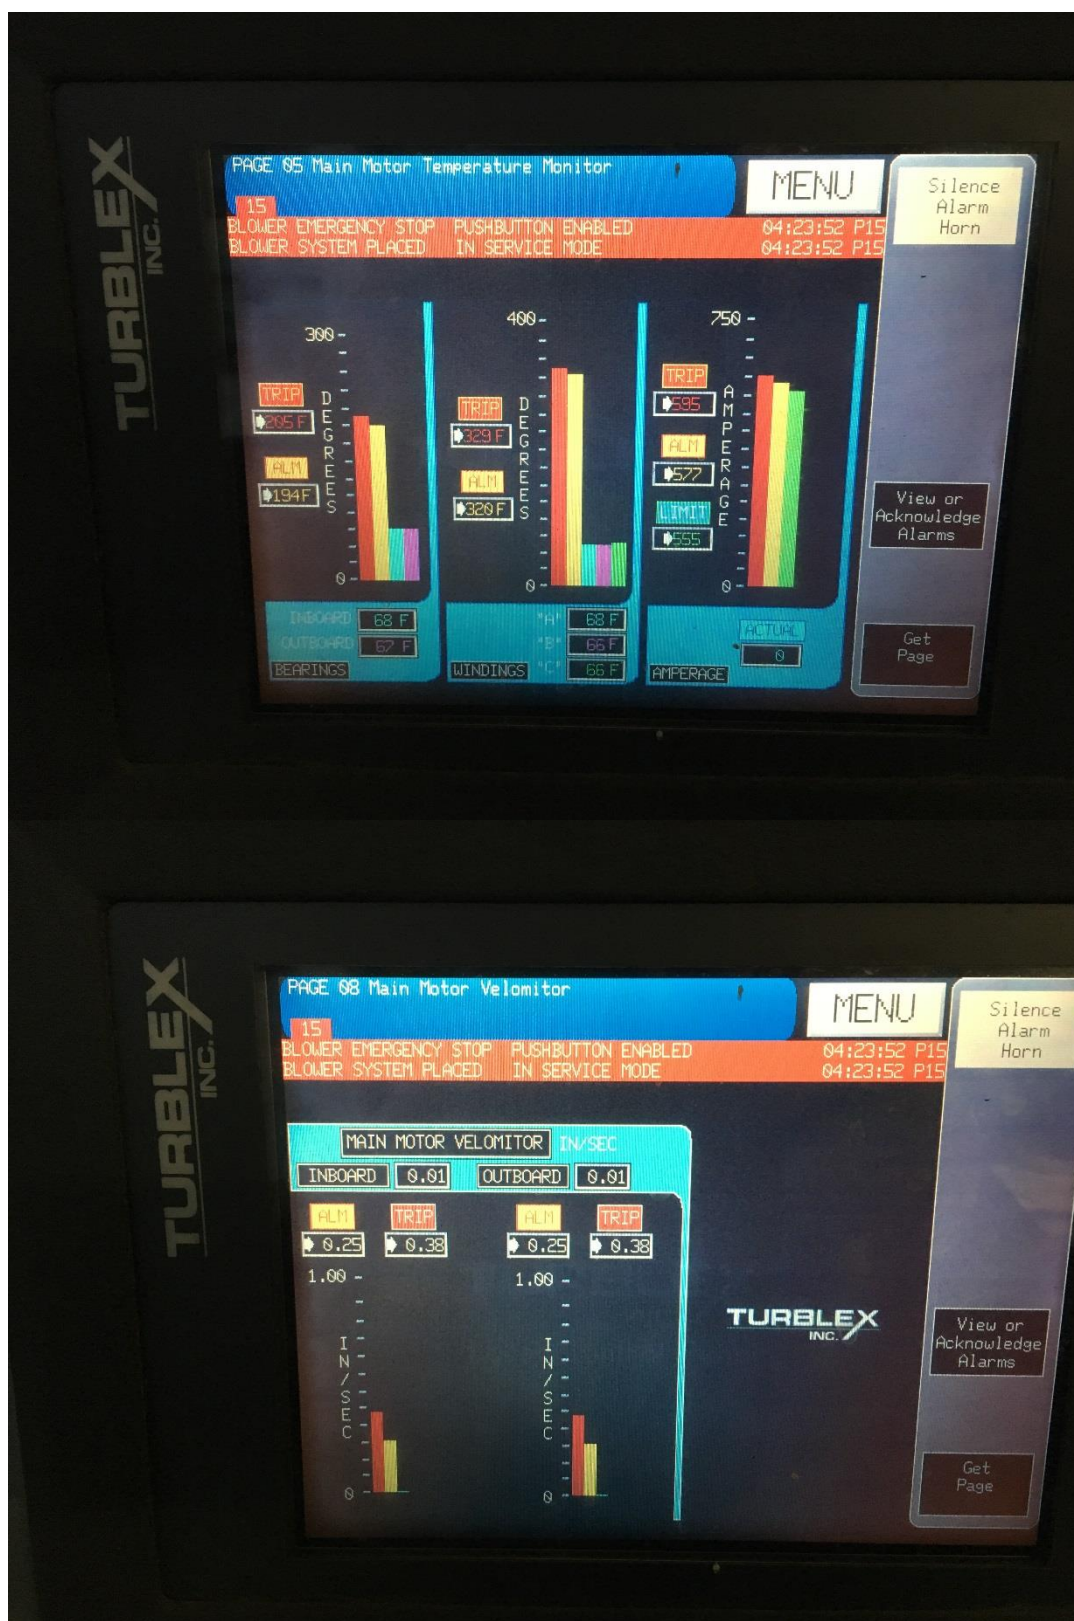 TURBLEX
INC.
PAGE 05 Main Motor Temperature Monitor
MENU
Silence
Alarm
Horn
15
BLOWER EMERGENCY STOP PUSHBUTTON ENABLED 04:23:52 P15
BLOWER SYSTEM PLACED IN SERVICE MODE 04:23:52 P15
300
TRIP
205 F
ALM
194F
DEGREES
0
INBOARD 68 F
OUTBOARD 67 F
BEARINGS
400
TRIP
329 F
ALM
320 F
DEGREES
0
"A" 68 F
"B" 66 F
"C" 66 F
WINDINGS
750
TRIP
595
ALM
577
LIMIT
555
AMPERAGE
0
ACTUAL
0
AMPERAGE
View or
Acknowledge
Alarms
Get
Page
TURBLEX
INC.
PAGE 08 Main Motor Velomitor
MENU
Silence
Alarm
Horn
15
BLOWER EMERGENCY STOP PUSHBUTTON ENABLED 04:23:52 P15
BLOWER SYSTEM PLACED IN SERVICE MODE 04:23:52 P15
MAIN MOTOR VELOMITOR IN/SEC
INBOARD 0.01 OUTBOARD 0.01
ALM TRIP ALM TRIP
0.25 0.38 0.25 0.38
1.00 1.00
IN/SEC IN/SEC
0 0
TURBLEX
INC.
View or
Acknowledge
Alarms
Get
Page